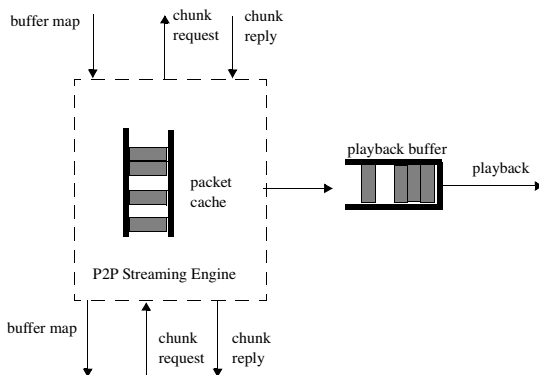 buffer map
chunk
request
chunk
reply
packet
cache
P2P Streaming Engine
playback buffer
playback
buffer map
chunk
request
chunk
reply